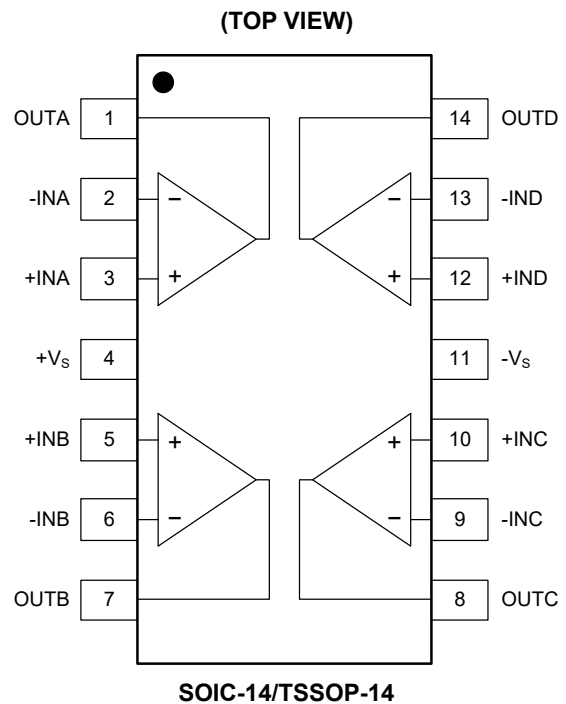 (TOP VIEW)
OUTA 1 14 OUTD
-INA 2 − − 13 -IND
+INA 3 + + 12 +IND
+VS 4 11 -VS
+INB 5 + + 10 +INC
-INB 6 − − 9 -INC
OUTB 7 8 OUTC
SOIC-14/TSSOP-14